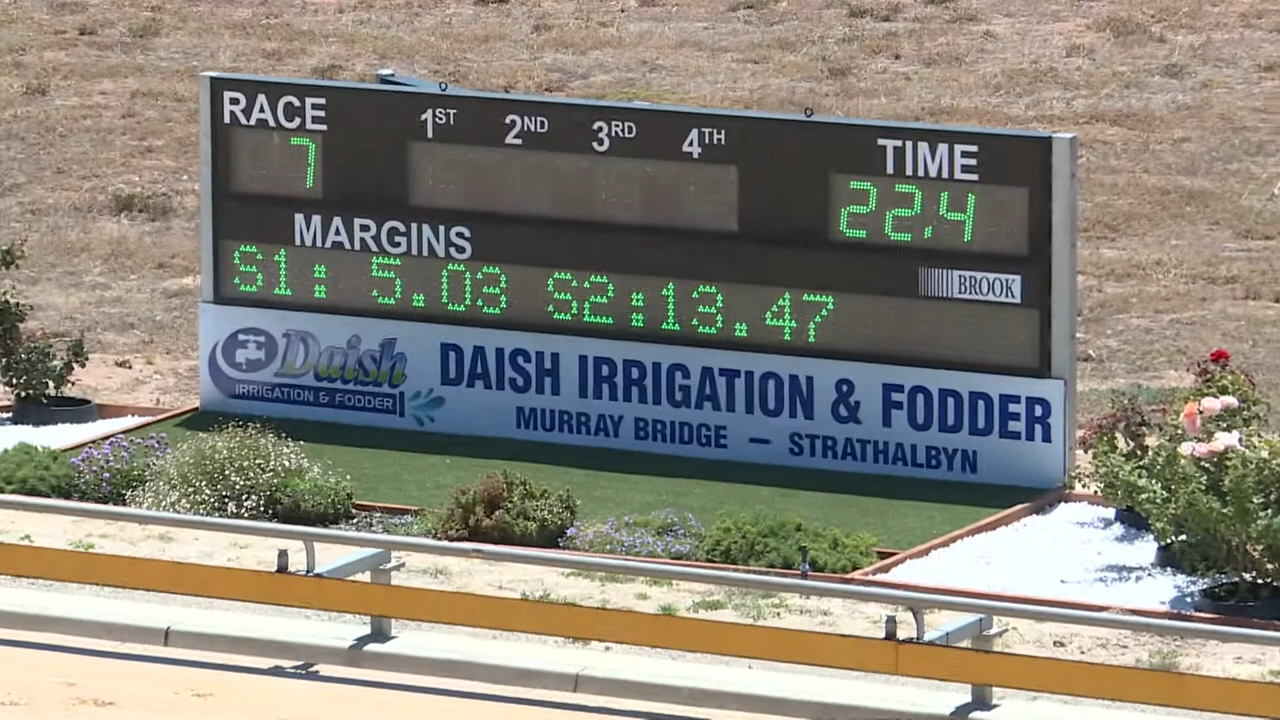 RACE 1ST 2ND 3RD 4TH TIME
7 22.4
MARGINS
S1: 5.03 S2:13.47
BROOK
Daish
IRRIGATION & FODDER
DAISH IRRIGATION & FODDER
MURRAY BRIDGE — STRATHALBYN